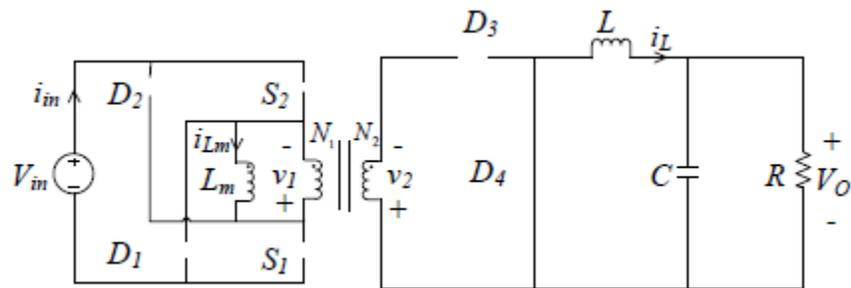 D3
L
iL
iin
D2
S2
iLm
-
N1
N2
-
+
-
Vin
Lm
v1
v2
D4
C
R
+
VO
-
+
+
D1
S1